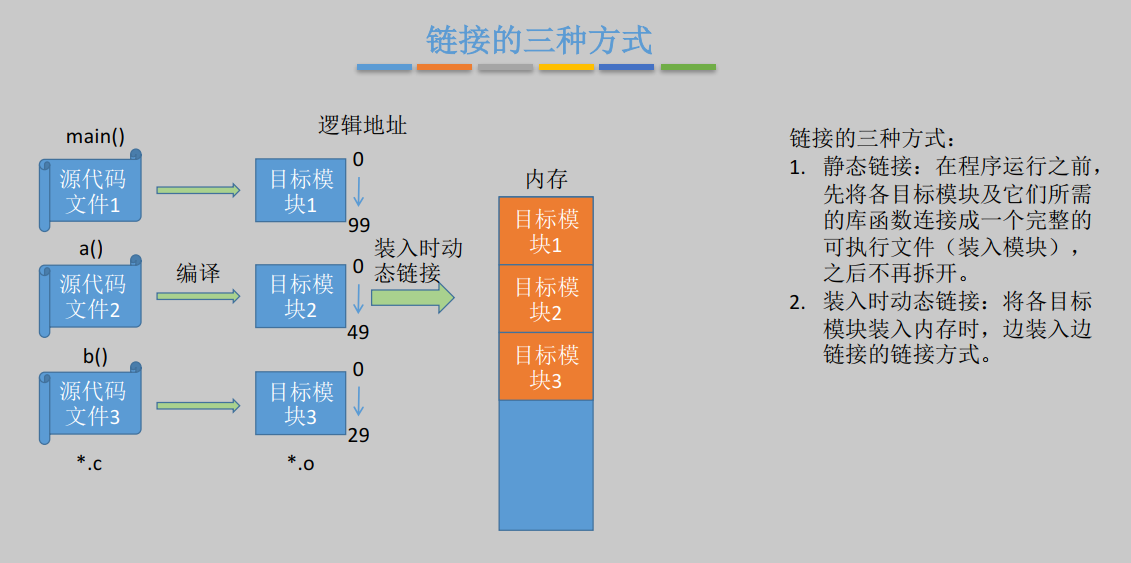 链接的三种方式
main()
源代码
文件1
逻辑地址
目标模
块1
0
99
a()
源代码
文件2
编译
目标模
块2
0
49
b()
源代码
文件3
目标模
块3
0
29
*.c
*.o
装入时动
态链接
内存
目标模
块1
目标模
块2
目标模
块3
链接的三种方式：
1. 静态链接：在程序运行之前，
先将各目标模块及它们所需
的库函数连接成一个完整的
可执行文件（装入模块），
之后不再拆开。
2. 装入时动态链接：将各目标
模块装入内存时，边装入边
链接的链接方式。